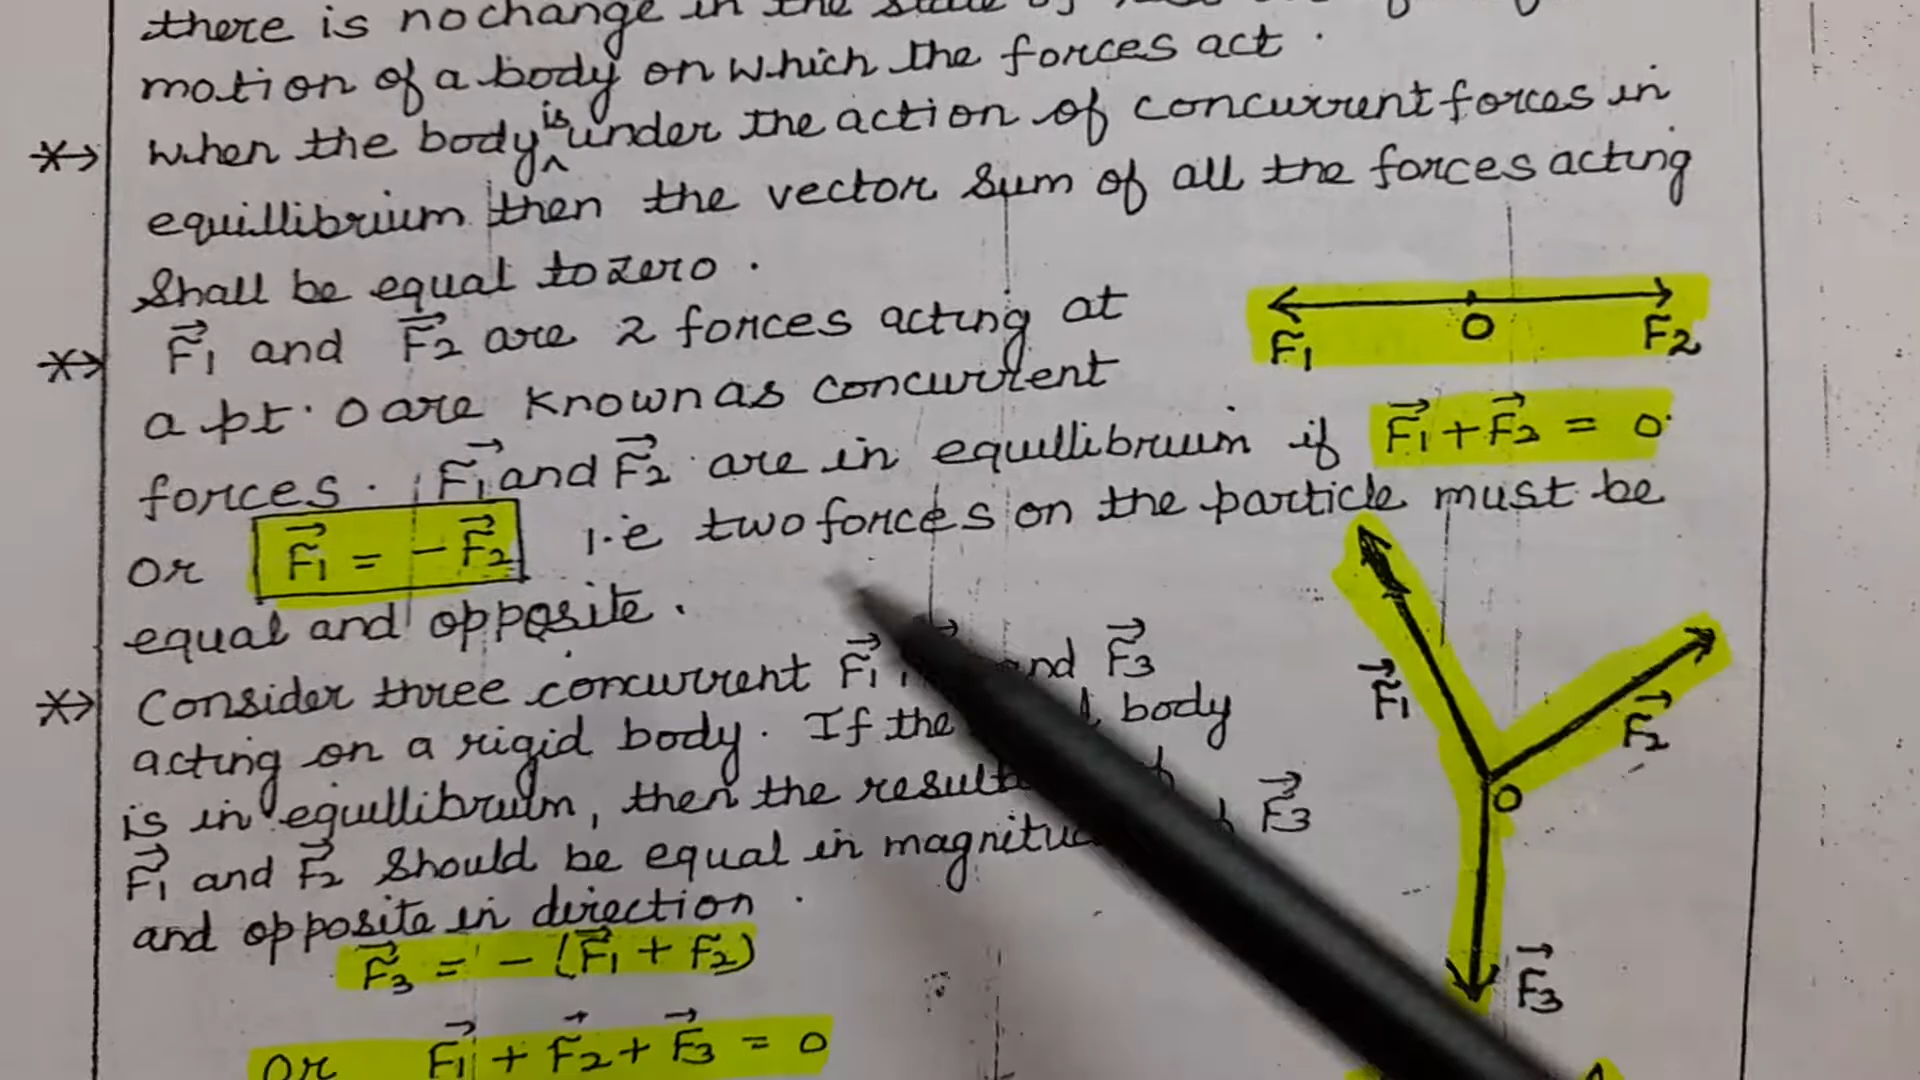 there is no change in the state of
motion of a body on which the forces act .
when the body is under the action of concurrent forces in
equillibrium then the vector sum of all the forces acting
shall be equal to zero .
F1 and F2 are 2 forces acting at
a pt. O are known as concurrent
F1 O F2
forces . F1 and F2 are in equillibrium if F1 + F2 = 0
or F1 = - F2 i.e two forces on the particle must be
equal and opposite .
Consider three concurrent F1 , and F3
acting on a rigid body . If the body
is in equillibrium , then the
F1 and F2 should be equal in F3
and opposite in direction .
F3 = - (F1 + F2)
or F1 + F2 + F3 = 0
F1
F2
O
F3